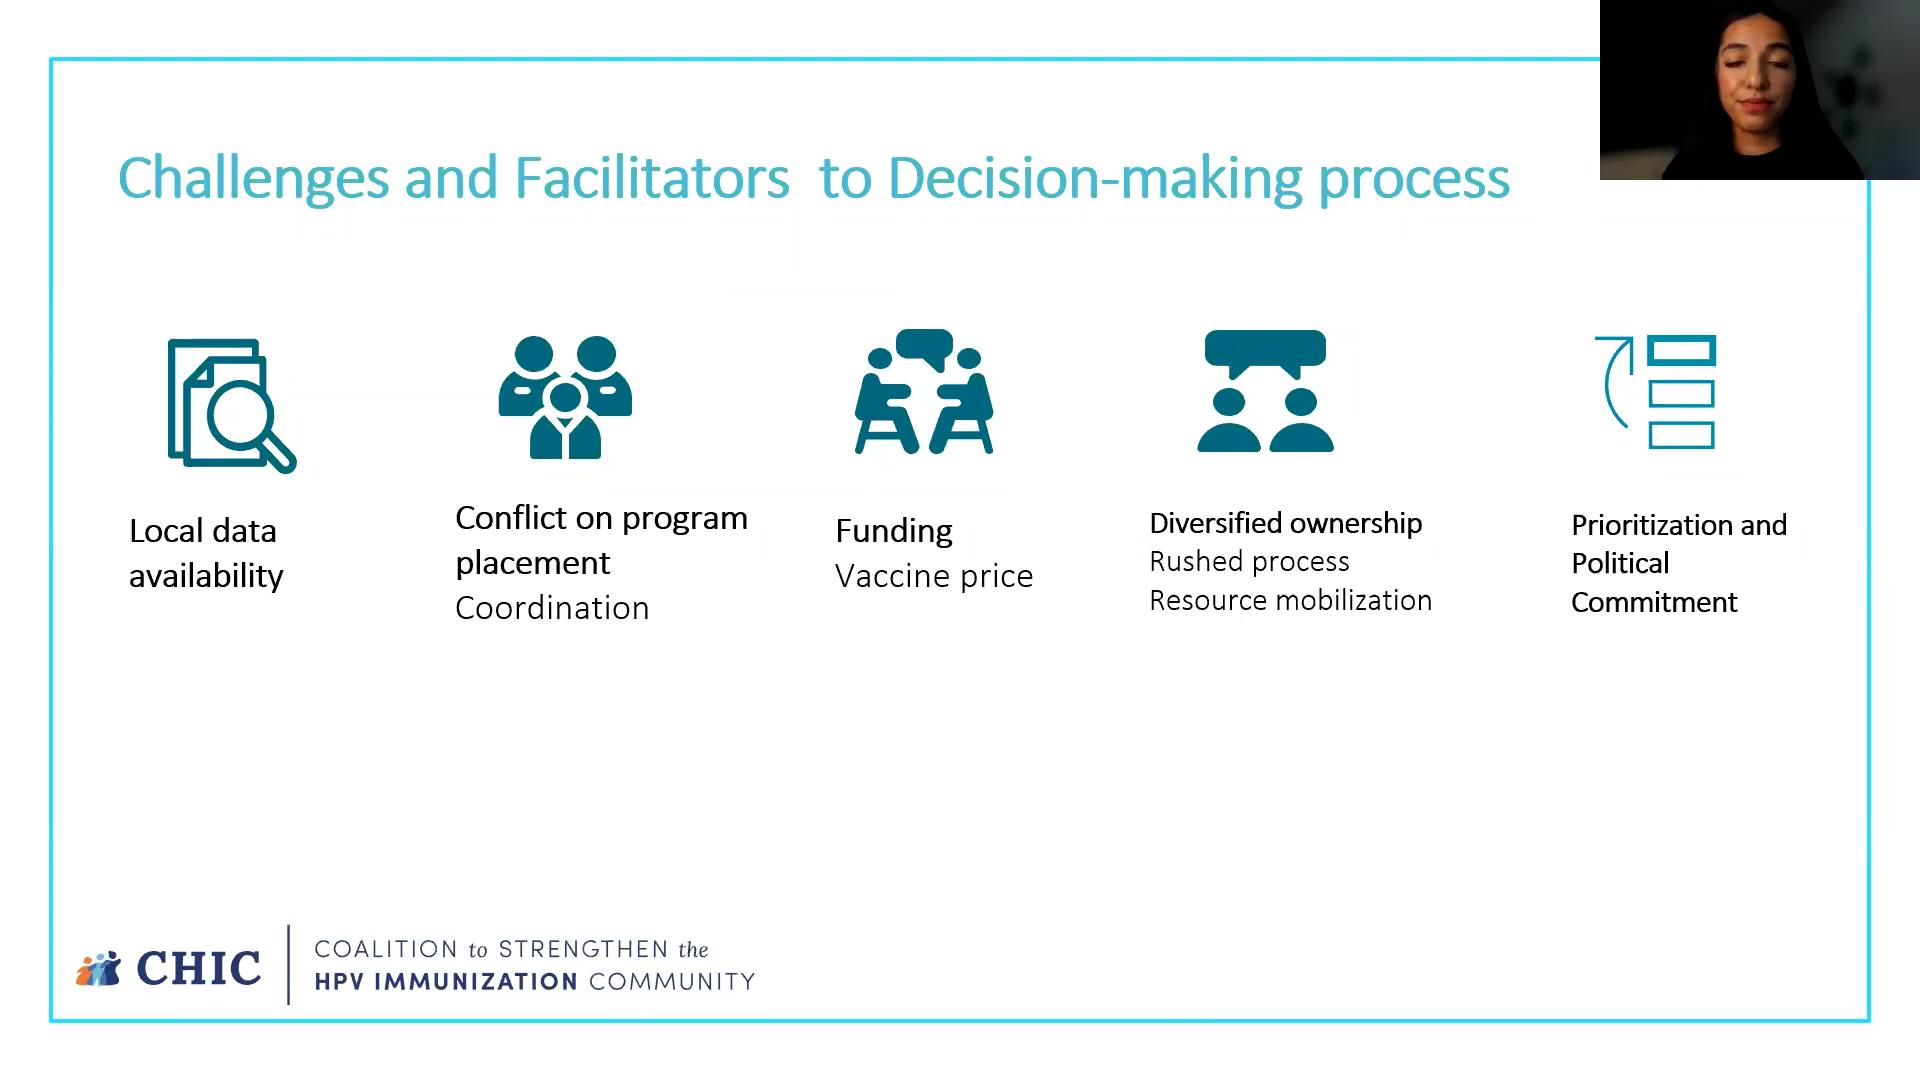 Challenges and Facilitators  to Decision-making process
Local data
availability
Conflict on program
placement
Coordination
Funding
Vaccine price
Diversified ownership
Rushed process
Resource mobilization
Prioritization and
Political
Commitment
CHIC
COALITION to STRENGTHEN the
HPV IMMUNIZATION COMMUNITY